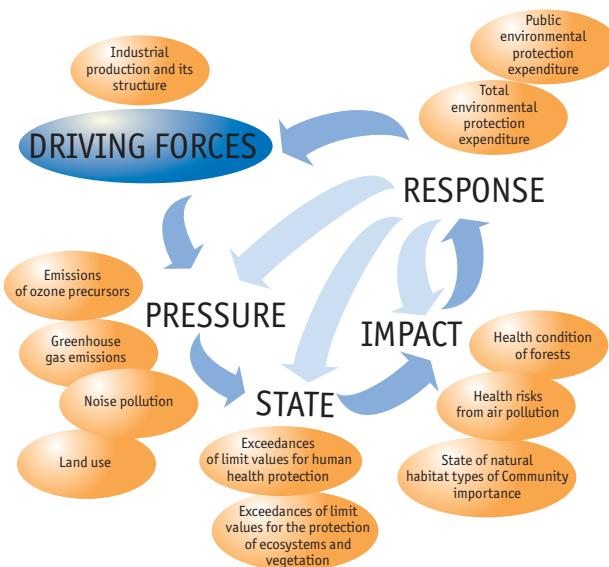 Industrial
production and its
structure
DRIVING FORCES
Public
environmental
protection
expenditure
Total
environmental
protection
expenditure
RESPONSE
Emissions
of ozone precursors
PRESSURE
Greenhouse
gas emissions
Noise pollution
Land use
IMPACT
Health condition
of forests
Health risks
from air pollution
State of natural
habitat types of Community
importance
STATE
Exceedances
of limit values for human
health protection
Exceedances of limit
values for the protection
of ecosystems and
vegetation